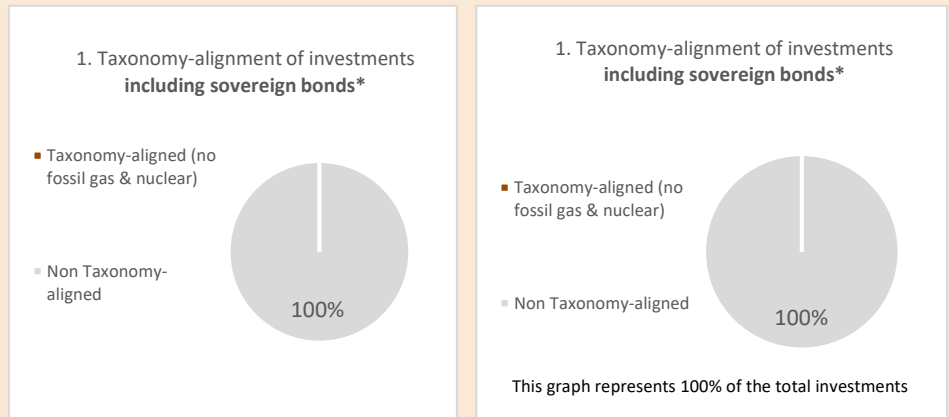 1. Taxonomy-alignment of investments
including sovereign bonds*
Taxonomy-aligned (no
fossil gas & nuclear)
Non Taxonomy-
aligned
100%
1. Taxonomy-alignment of investments
including sovereign bonds*
Taxonomy-aligned (no
fossil gas & nuclear)
Non Taxonomy-aligned
100%
This graph represents 100% of the total investments